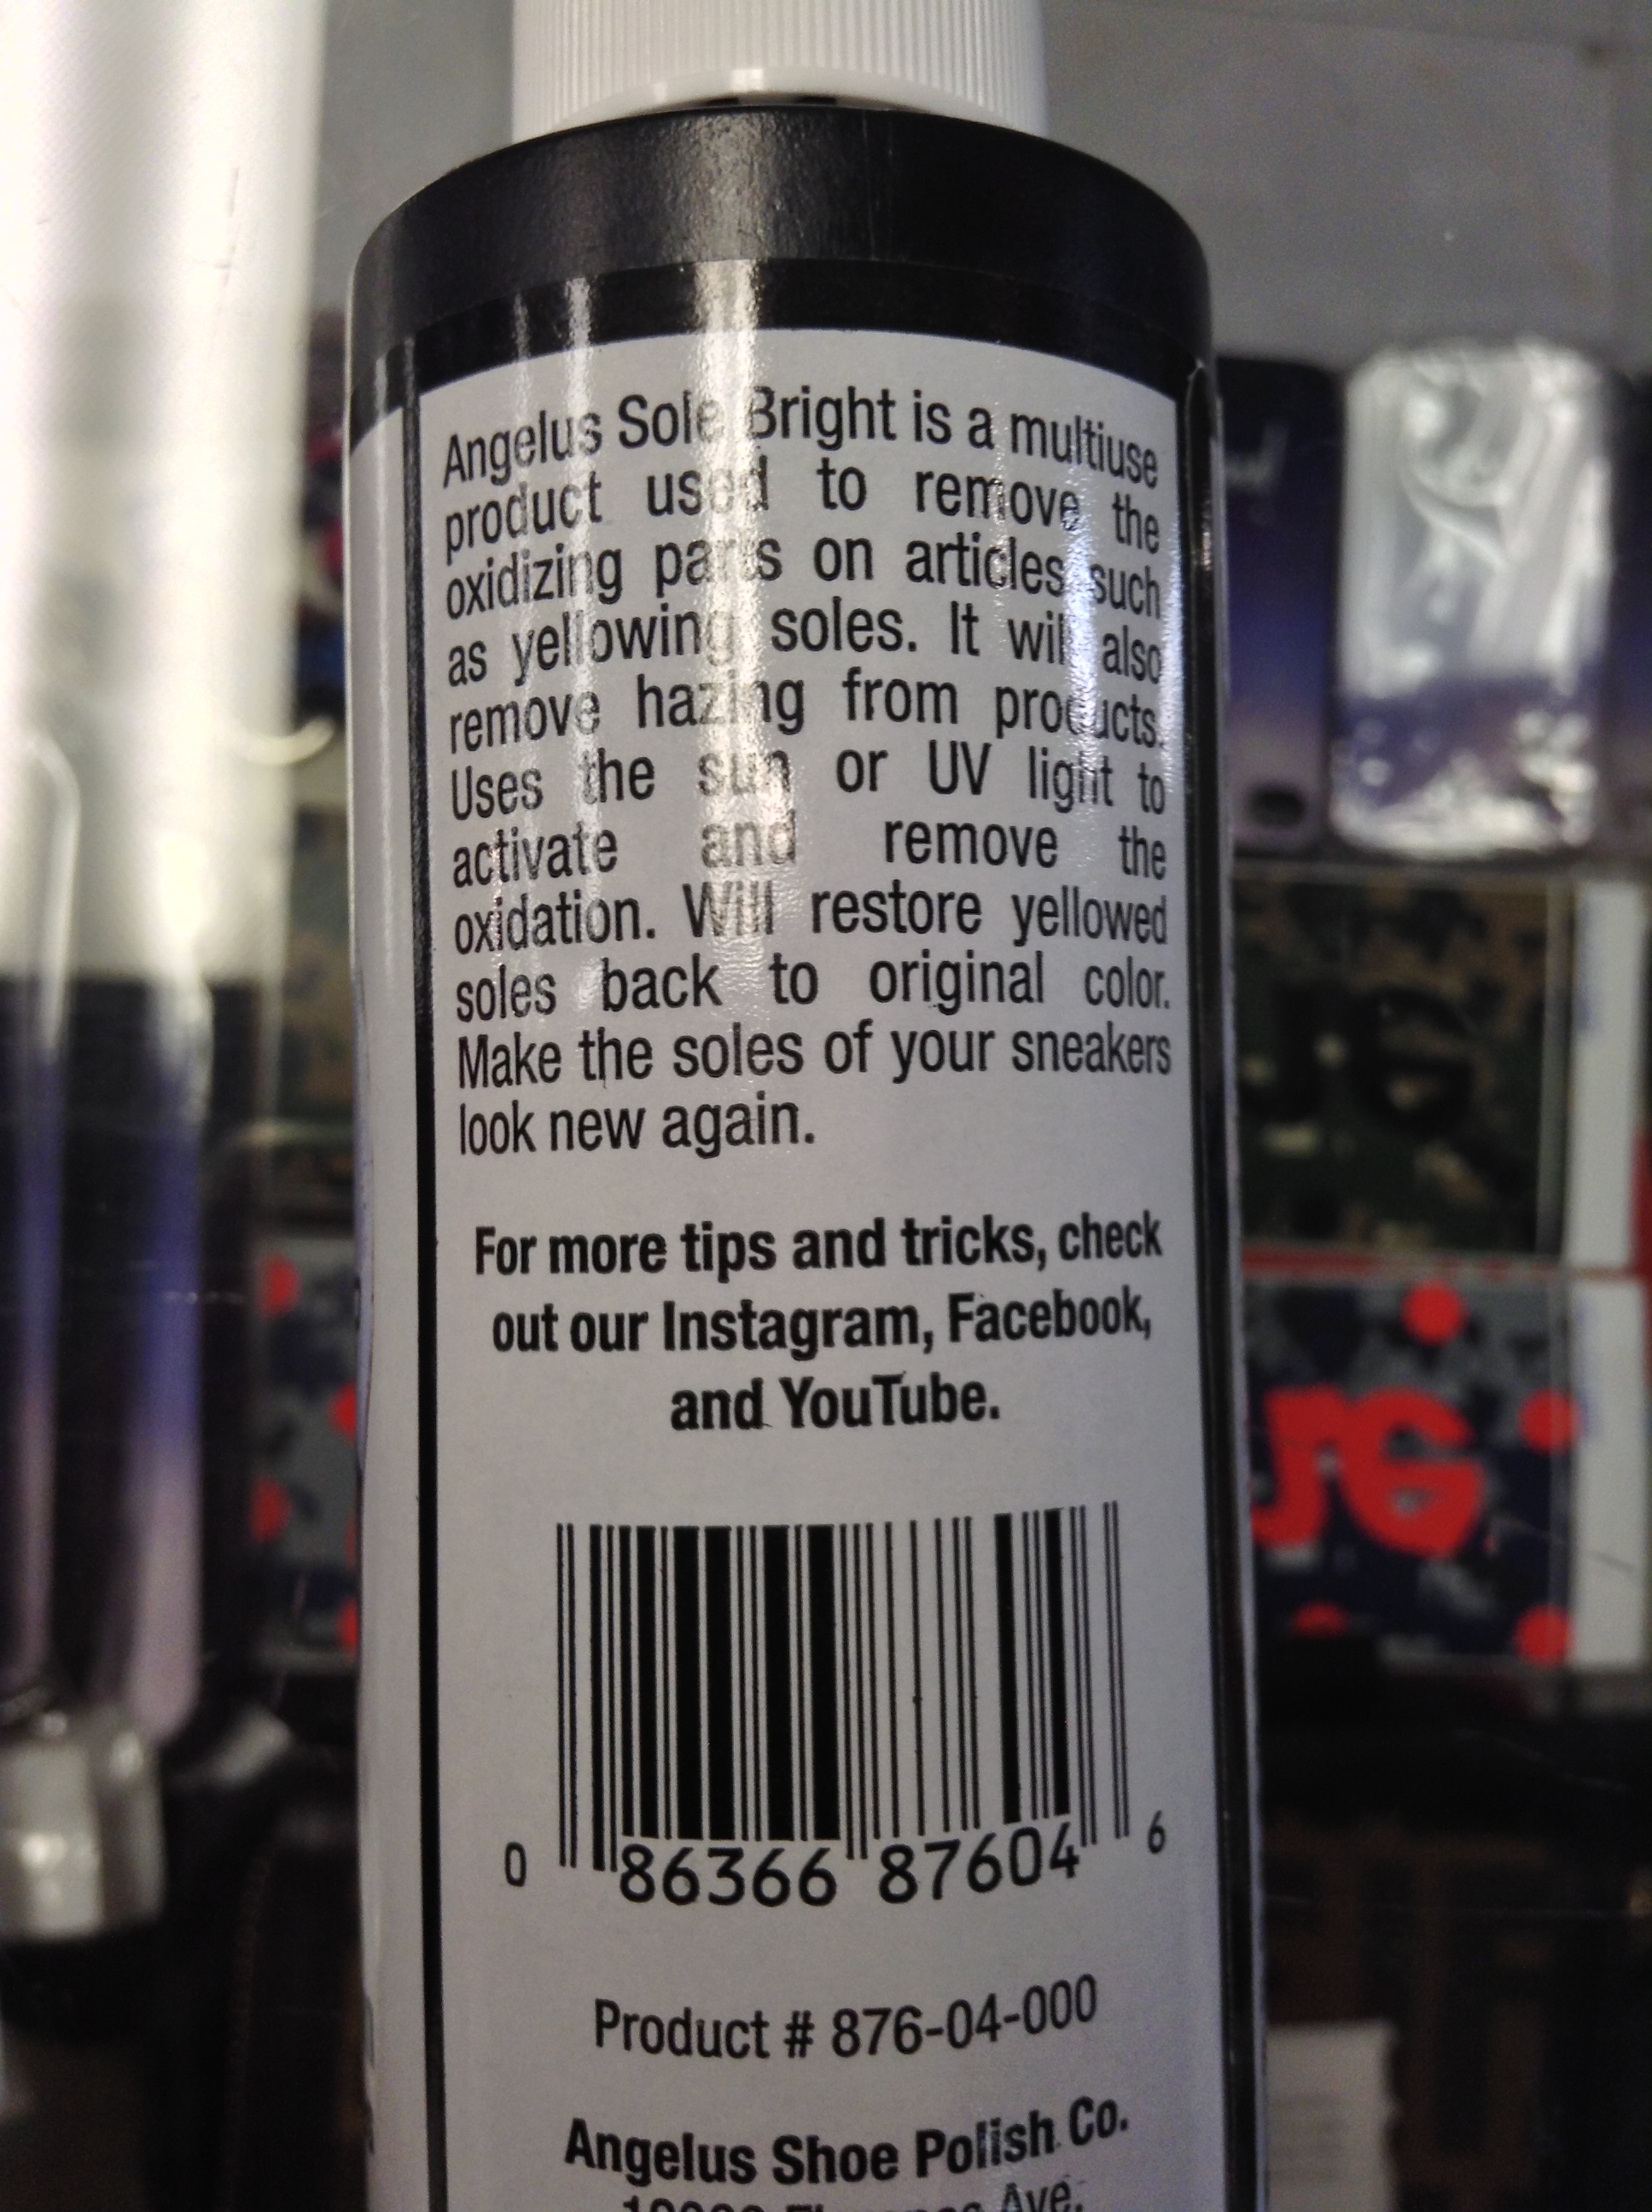 Angelus Sole Bright is a multiuse
product used to remove the
oxidizing parts on articles such
as yellowing soles. It will also
remove hazing from products.
Uses the sun or UV light to
activate and remove the
oxidation. Will restore yellowed
soles back to original color.
Make the soles of your sneakers
look new again.
For more tips and tricks, check
out our Instagram, Facebook,
and YouTube.
0 86366 87604 6
Product # 876-04-000
Angelus Shoe Polish Co.
Ave.